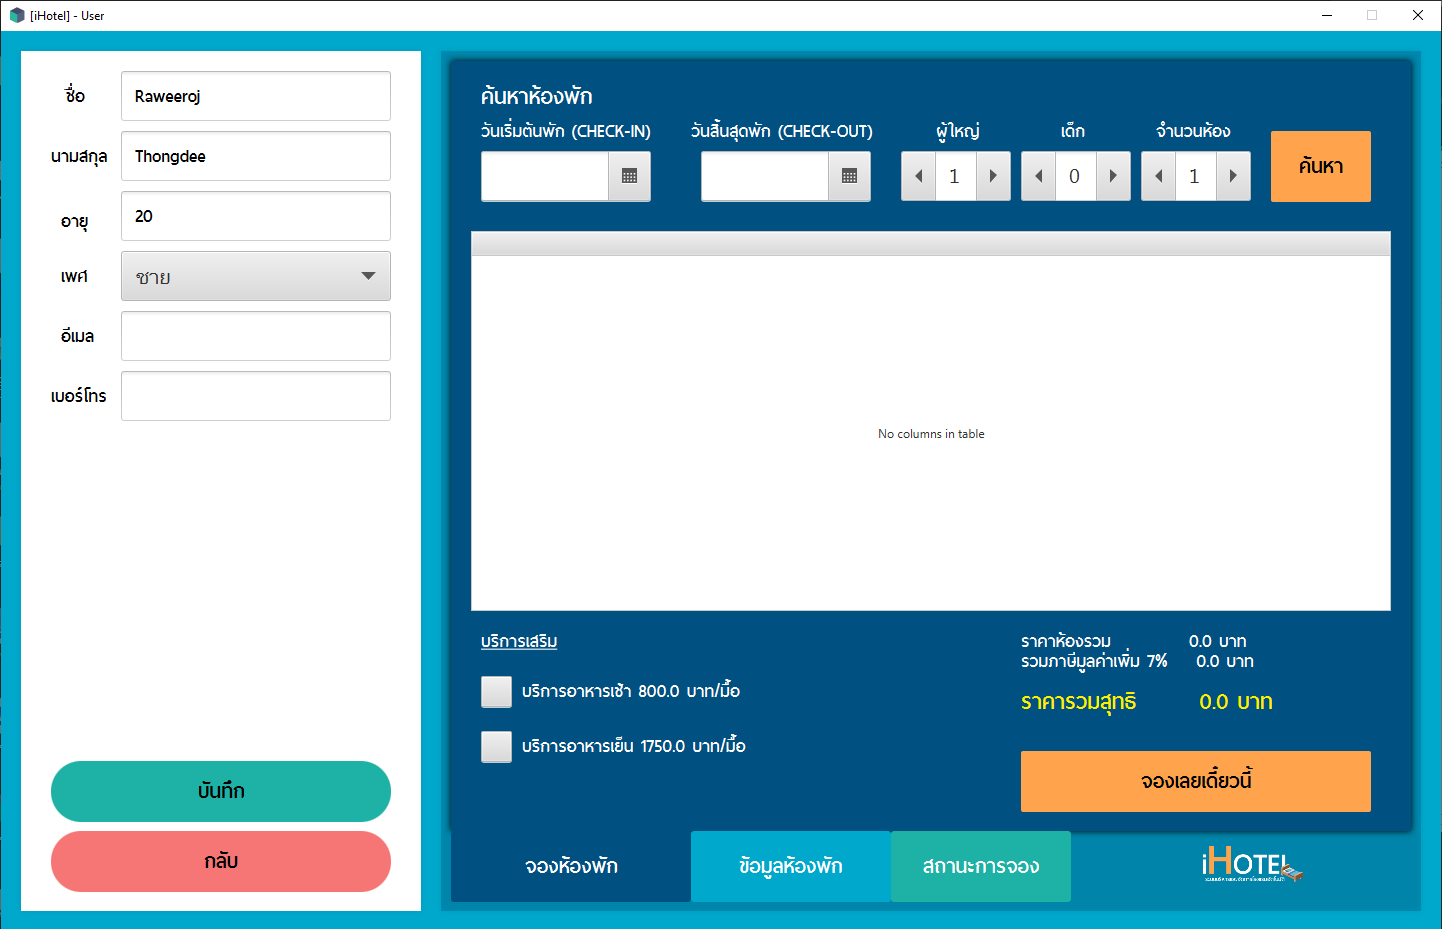 [iHotel] - User
ชื่อ Raweeroj
นามสกุล Thongdee
อายุ 20
เพศ ชาย
อีเมล
เบอร์โทร
บันทึก
กลับ
ค้นหาห้องพัก
วันเริ่มต้นพัก (CHECK-IN) วันสิ้นสุดพัก (CHECK-OUT) ผู้ใหญ่ เด็ก จำนวนห้อง
1 0 1 ค้นหา
No columns in table
บริการเสริม
บริการอาหารเช้า 800.0 บาท/มื้อ
บริการอาหารเย็น 1750.0 บาท/มื้อ
ราคาห้องรวม 0.0 บาท
รวมภาษีมูลค่าเพิ่ม 7% 0.0 บาท
ราคารวมสุทธิ 0.0 บาท
จองเลยเดี๋ยวนี้
จองห้องพัก ข้อมูลห้องพัก สถานะการจอง
iHOTEL